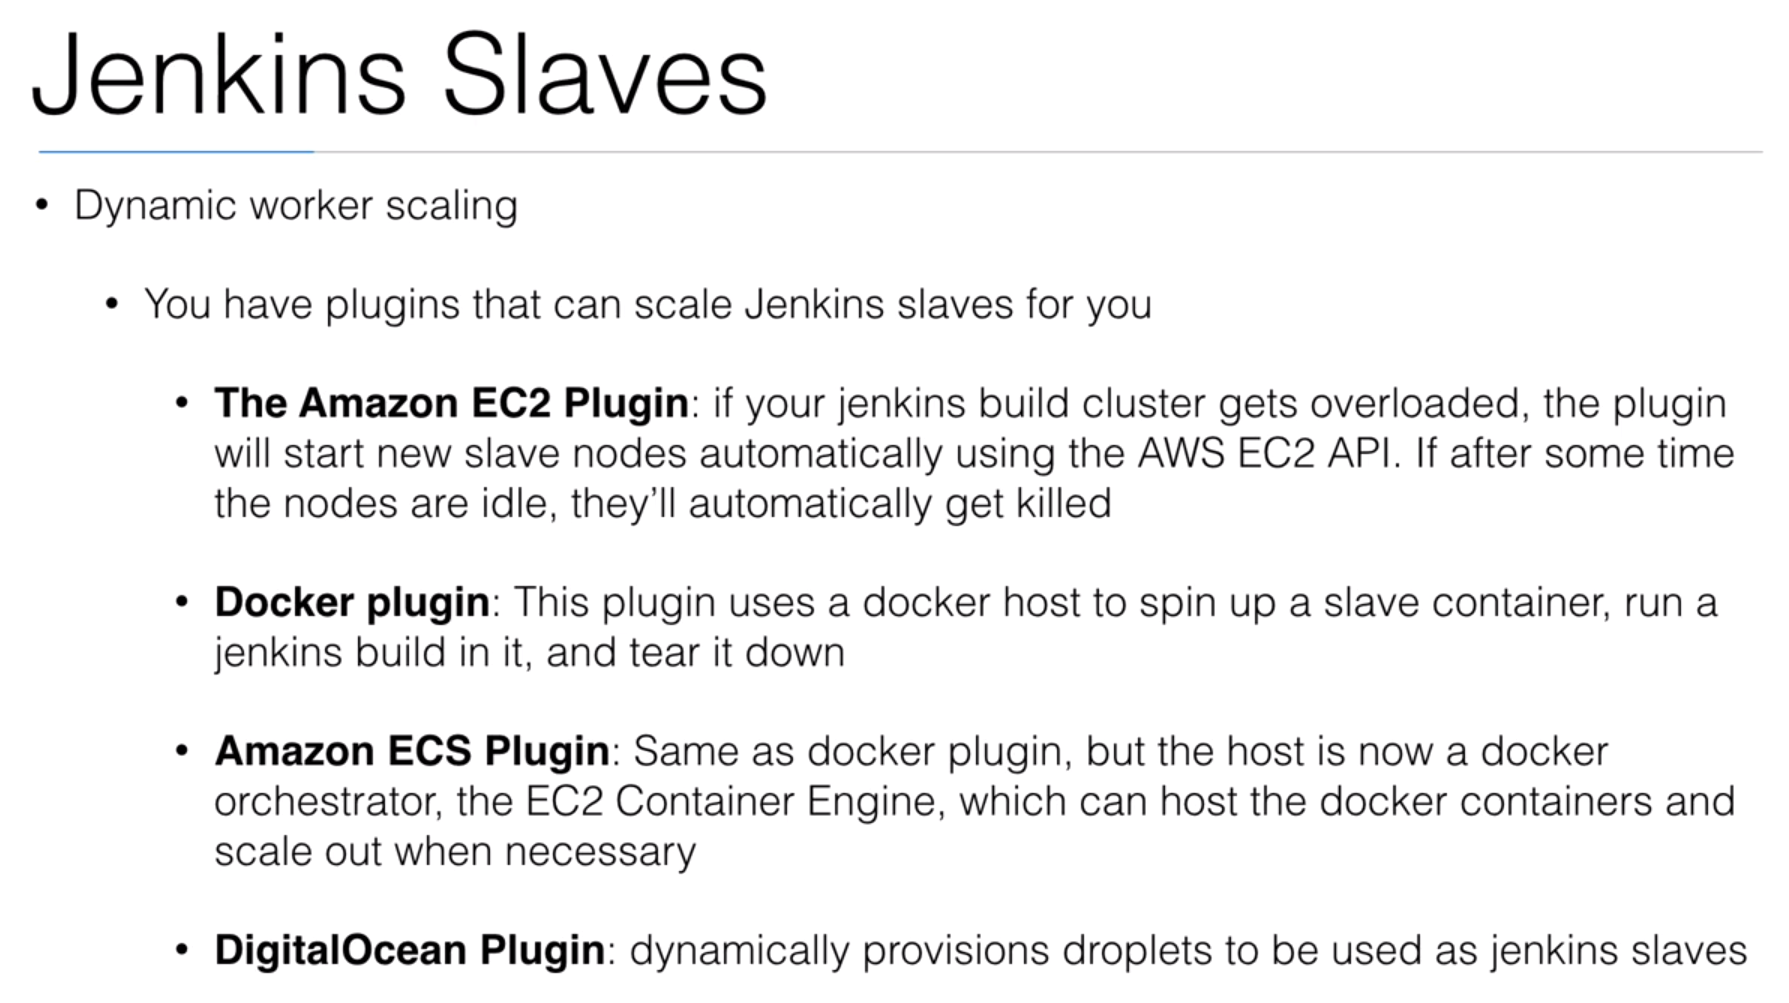 Jenkins Slaves
• Dynamic worker scaling
• You have plugins that can scale Jenkins slaves for you
• The Amazon EC2 Plugin: if your jenkins build cluster gets overloaded, the plugin
will start new slave nodes automatically using the AWS EC2 API. If after some time
the nodes are idle, they’ll automatically get killed
• Docker plugin: This plugin uses a docker host to spin up a slave container, run a
jenkins build in it, and tear it down
• Amazon ECS Plugin: Same as docker plugin, but the host is now a docker
orchestrator, the EC2 Container Engine, which can host the docker containers and
scale out when necessary
• DigitalOcean Plugin: dynamically provisions droplets to be used as jenkins slaves